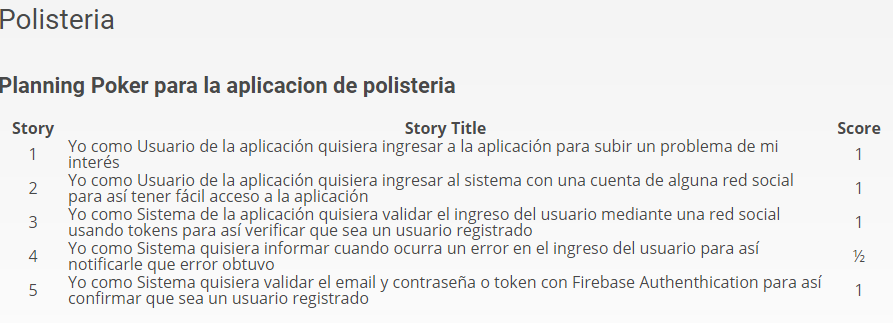 Polisteria
Planning Poker para la aplicacion de polisteria
Story Story Title Score
1 Yo como Usuario de la aplicación quisiera ingresar a la aplicación para subir un problema de mi 1
interés
2 Yo como Usuario de la aplicación quisiera ingresar al sistema con una cuenta de alguna red social 1
para así tener fácil acceso a la aplicación
3 Yo como Sistema de la aplicación quisiera validar el ingreso del usuario mediante una red social 1
usando tokens para así verificar que sea un usuario registrado
4 Yo como Sistema quisiera informar cuando ocurra un error en el ingreso del usuario para así ½
notificarle que error obtuvo
5 Yo como Sistema quisiera validar el email y contraseña o token con Firebase Authenthication para así 1
confirmar que sea un usuario registrado